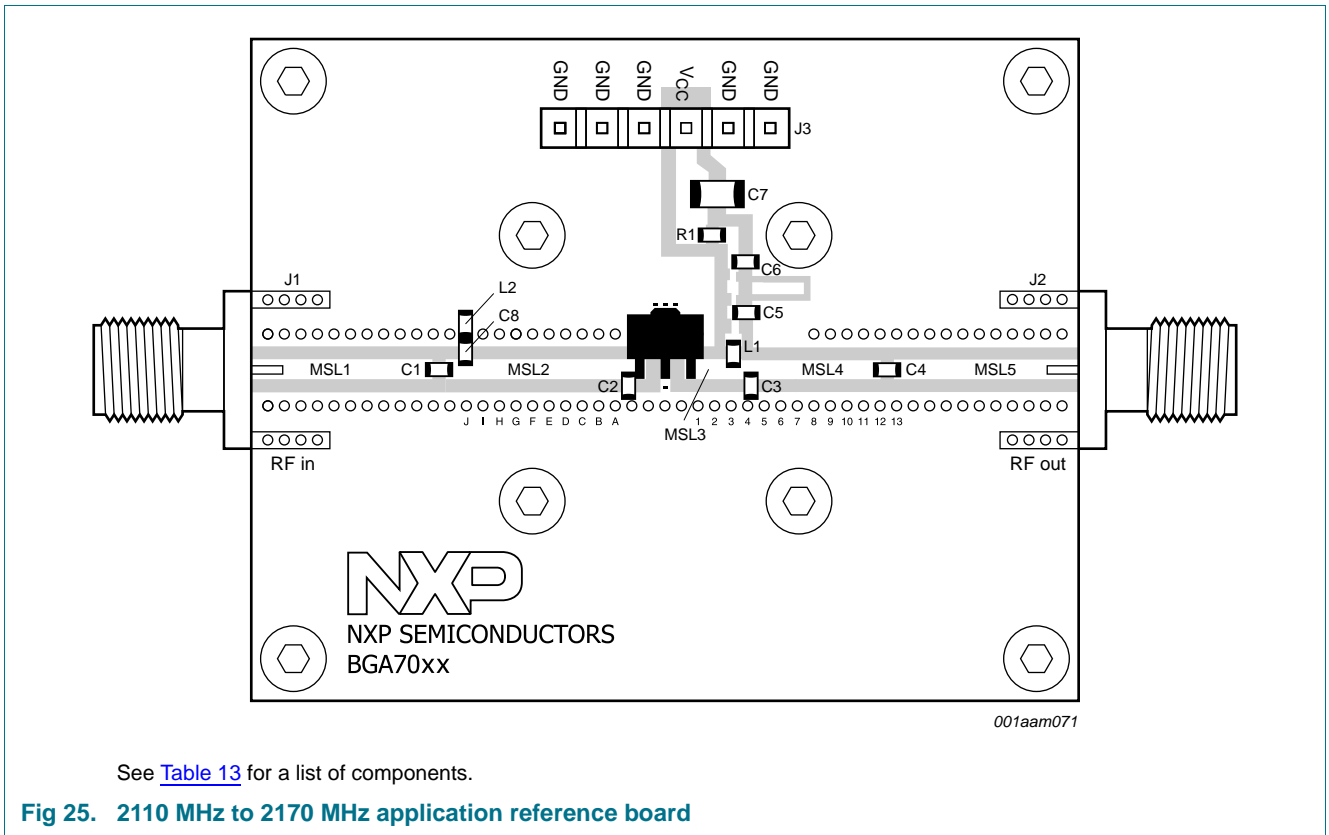 GND GND GND VCC GND GND
J3
C7
R1
C6
J1
J2
L2
C8
C5
L1
MSL1
C1
MSL2
MSL4
C4
MSL5
C2
C3
J I H G F E D C B A
1 2 3 4 5 6 7 8 9 10 11 12 13
MSL3
RF in
RF out
NXP
NXP SEMICONDUCTORS
BGA70xx
001aam071
See Table 13 for a list of components.
Fig 25. 2110 MHz to 2170 MHz application reference board